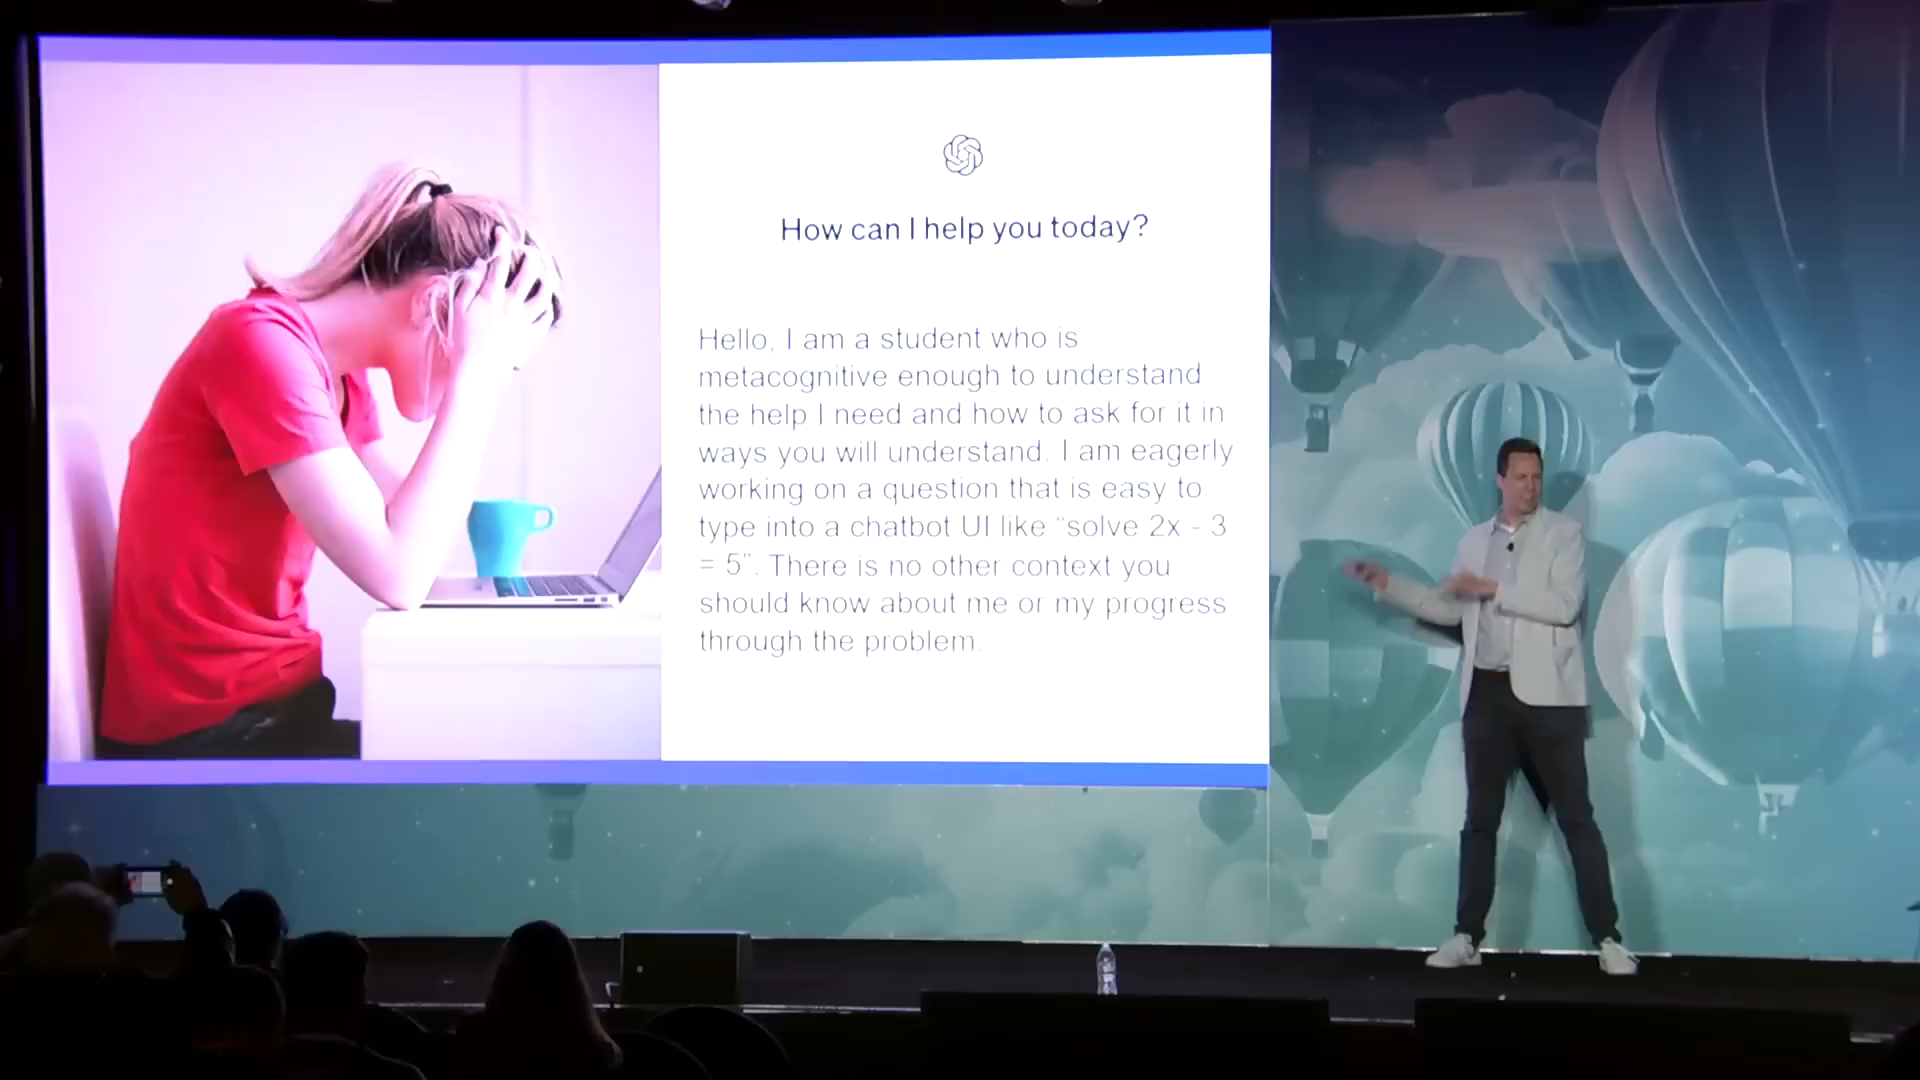 How can I help you today?
Hello, I am a student who is
metacognitive enough to understand
the help I need and how to ask for it in
ways you will understand. I am eagerly
working on a question that is easy to
type into a chatbot UI like "solve 2x - 3
= 5". There is no other context you
should know about me or my progress
through the problem.